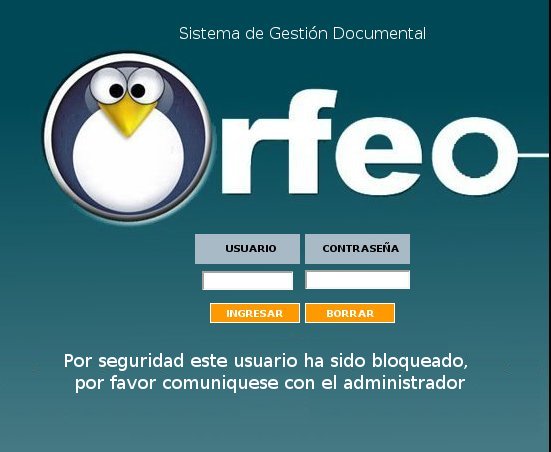 Sistema de Gestión Documental
Orfeo
USUARIO CONTRASEÑA
INGRESAR BORRAR
Por seguridad este usuario ha sido bloqueado,
por favor comuniquese con el administrador